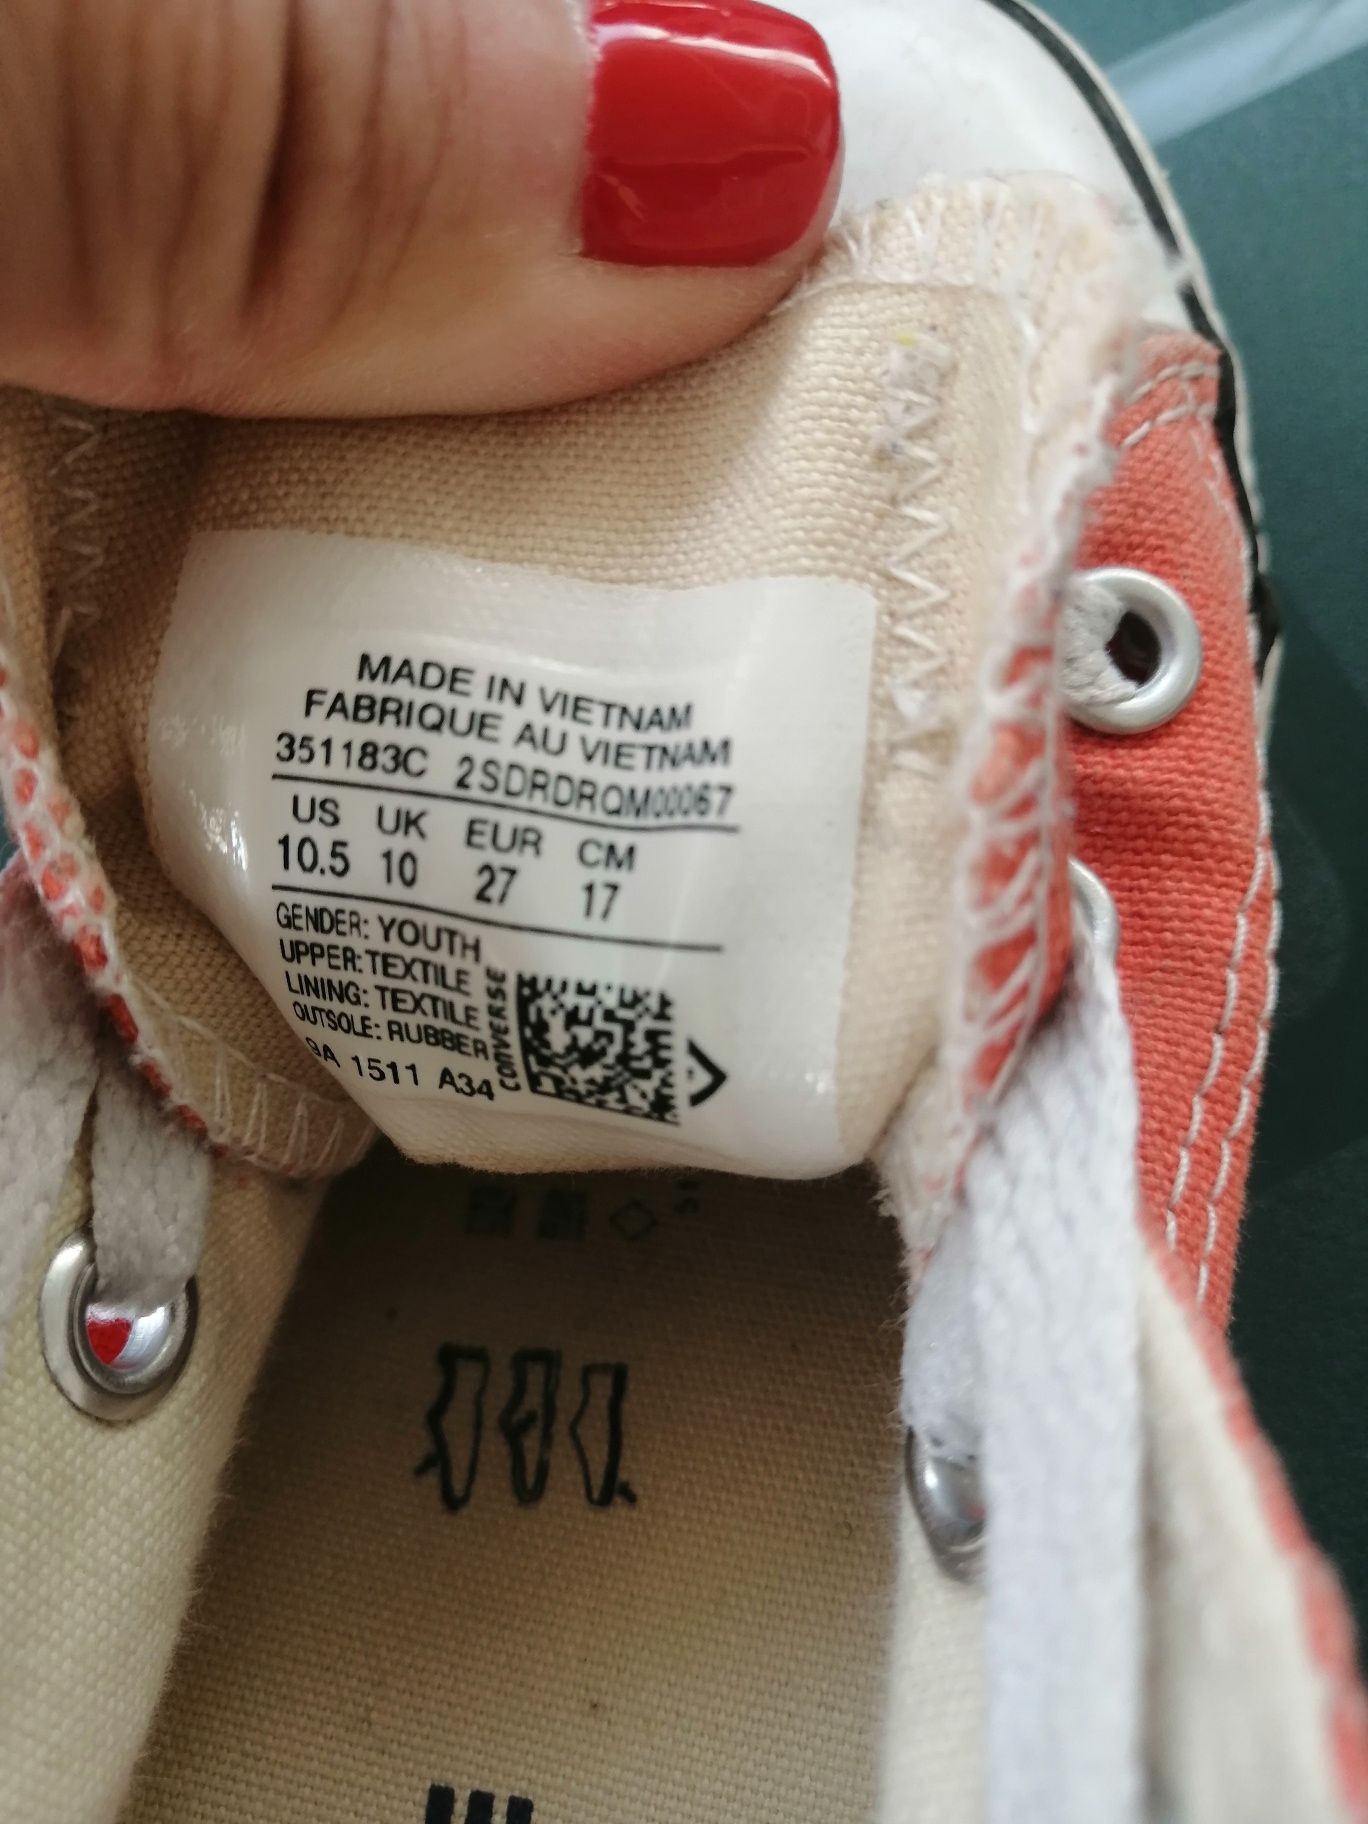 MADE IN VIETNAM
FABRIQUE AU VIETNAM
351183C 2SDRDRQM00067
US UK EUR CM
10.5 10 27 17
GENDER: YOUTH
UPPER: TEXTILE
LINING: TEXTILE
OUTSOLE: RUBBER
9A 1511 A34
CONVERSE